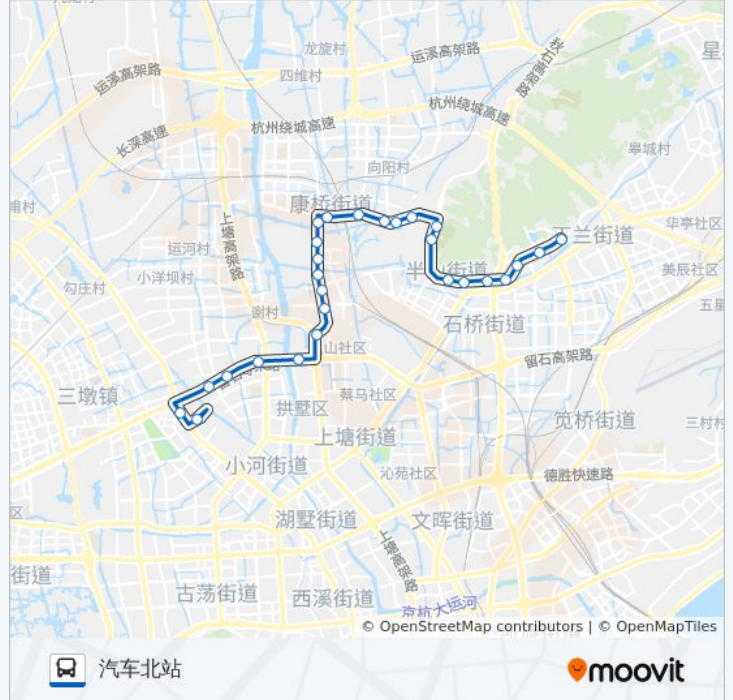 龙旋村
运溪高架路
秋石高架路
星
运溪高架路
四维村
杭州绕城高速
杭州绕城高速
长深高速
皋城村
向阳村
甫村
康桥街道
上塘高架路
华亭社区
丁兰街道
运河村
半山街道
美辰社区
小洋坝村
勾庄村
谢村
五星
石桥街道
山社区
留石高架路
三墩镇
蔡马社区
拱墅区
笕桥街道
三村村
上塘街道
小河街道
沁苑社区
德胜快速路
区
湖墅街道
文晖街道
上塘高架路
街道
古荡街道
西溪街道
京杭大运河
© OpenStreetMap contributors | © OpenMapTiles
汽车北站
moovit